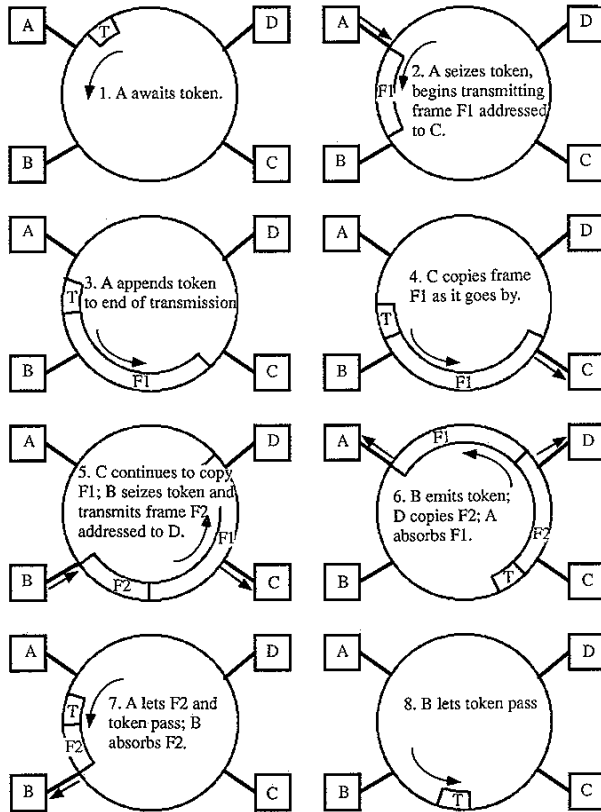 A
T
D
1. A awaits token.
B
C
A
D
2. A seizes token,
begins transmitting
frame F1 addressed
to C.
F1
B
C
A
D
3. A appends token
to end of transmission
T
B
F1
C
A
D
4. C copies frame
F1 as it goes by.
T
B
F1
C
A
D
5. C continues to copy
F1; B seizes token and
transmits frame F2
addressed to D.
F1
B
F2
C
A
F1
D
6. B emits token;
D copies F2; A
absorbs F1.
F2
B
T
C
A
D
7. A lets F2 and
token pass; B
absorbs F2.
T
F2
B
C
A
D
8. B lets token pass
B
T
C